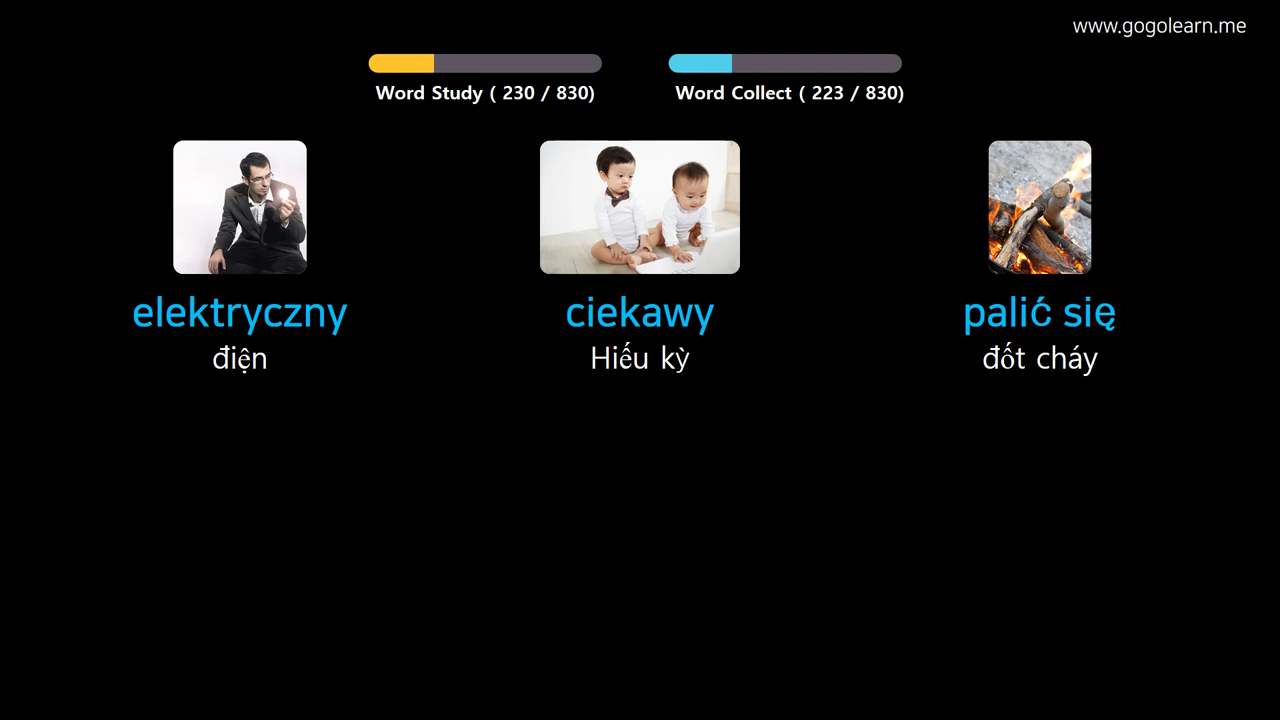 www.gogolearn.me
Word Study ( 230 / 830)
Word Collect ( 223 / 830)
elektryczny
điện
ciekawy
Hiếu kỳ
palić się
đốt cháy